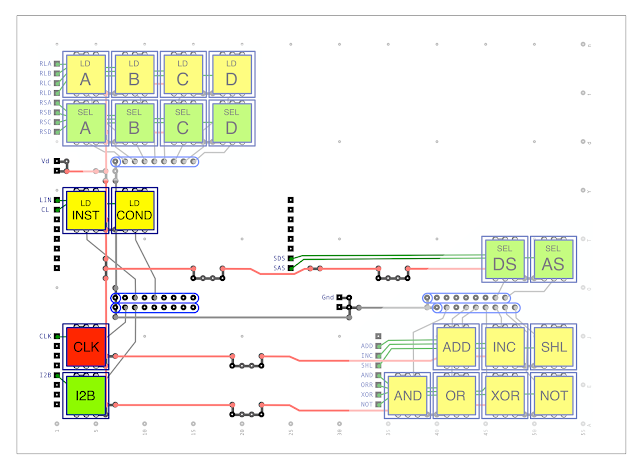 RLA
RLB
RLC
RLD
LD LD LD LD
A B C D
RSA
RSB
RSC
RSD
SEL SEL SEL SEL
A B C D
Vd
LIN
CL
LD LD
INST COND
SDS
SAS
SEL SEL
DS AS
Gnd
CLK
CLK
ADD
INC
SHL
ADD INC SHL
I2B
I2B
AND
ORR
XOR
NOT
AND OR XOR NOT